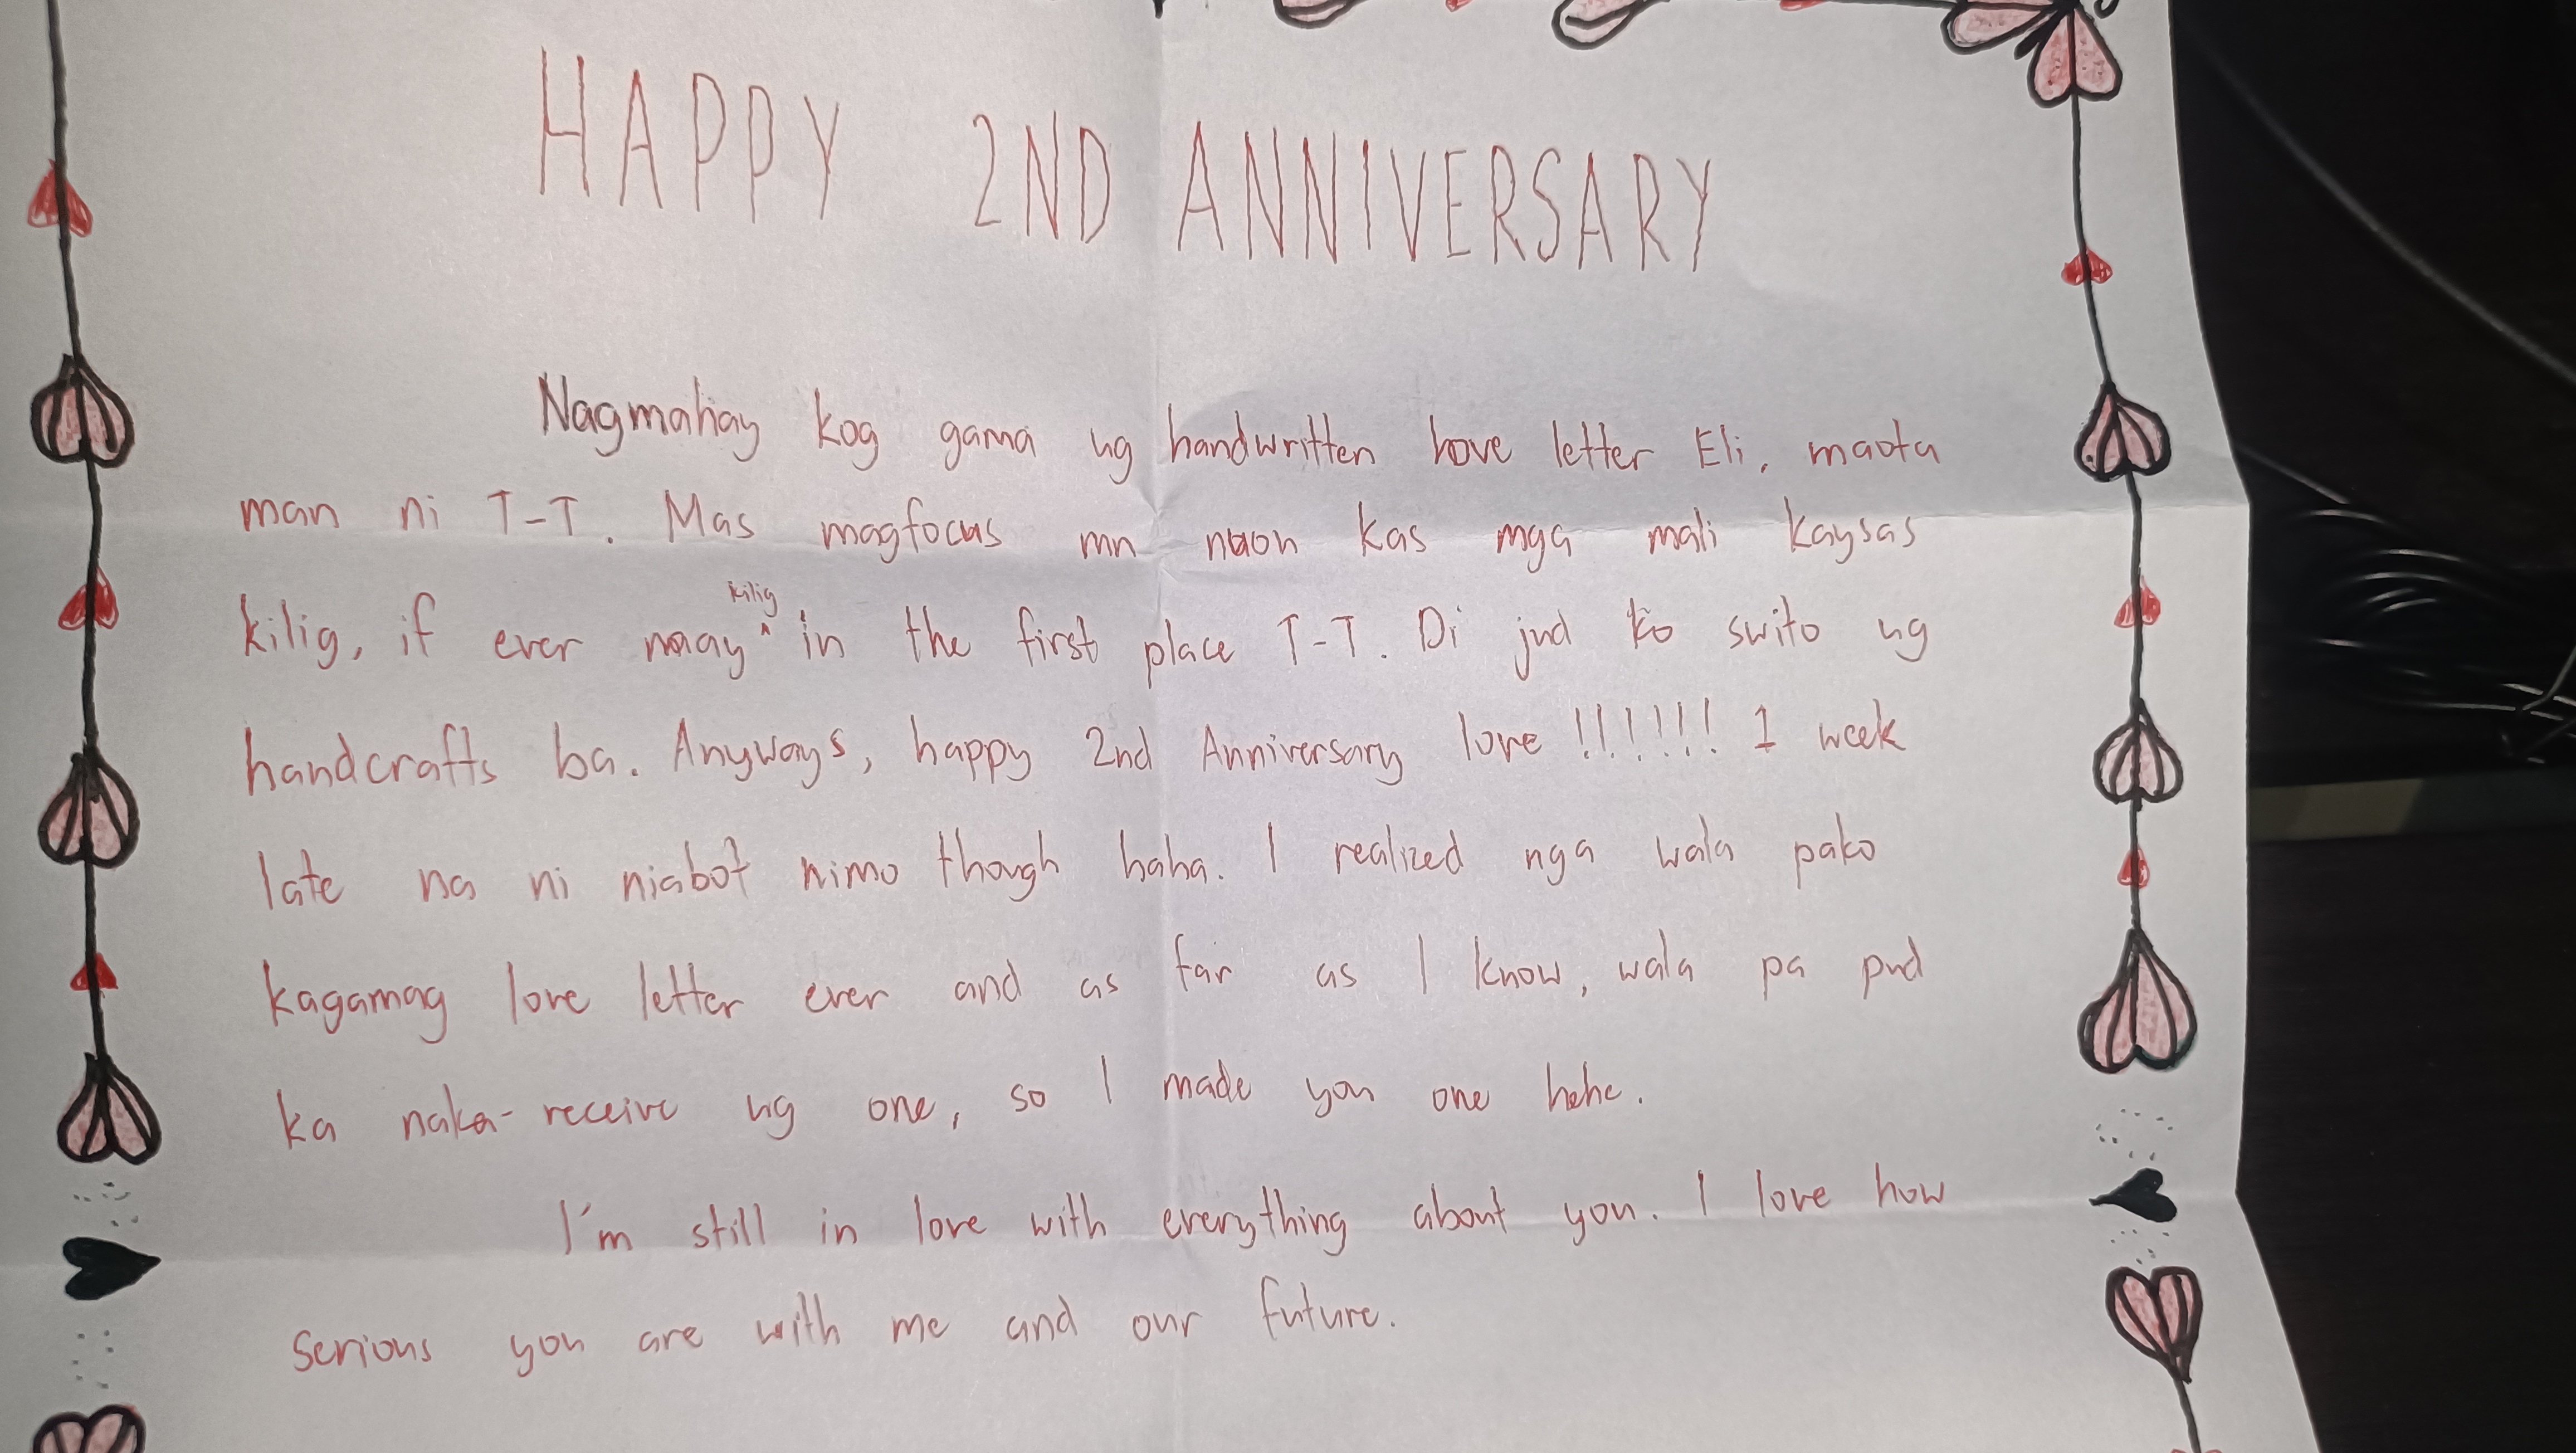 HAPPY 2ND ANNIVERSARY
Nagmahay kog gama ug handwritten love letter Eli, maota
man ni T-T. Mas magfocus mn nuon kas mga mali kaysas
kilig, if ever naay kilig in the first place T-T. Di jud ko swito ug
handcrafts ba. Anyways, happy 2nd Anniversary love !!!!!!! 1 week
late na ni niabot nimo though haha. I realized nga wala pako
kagamag love letter ever and as far as I know, wala pa pud
ka naka-receive ug one, so I made you one hehe.
I'm still in love with everything about you. I love how
serious you are with me and our future.